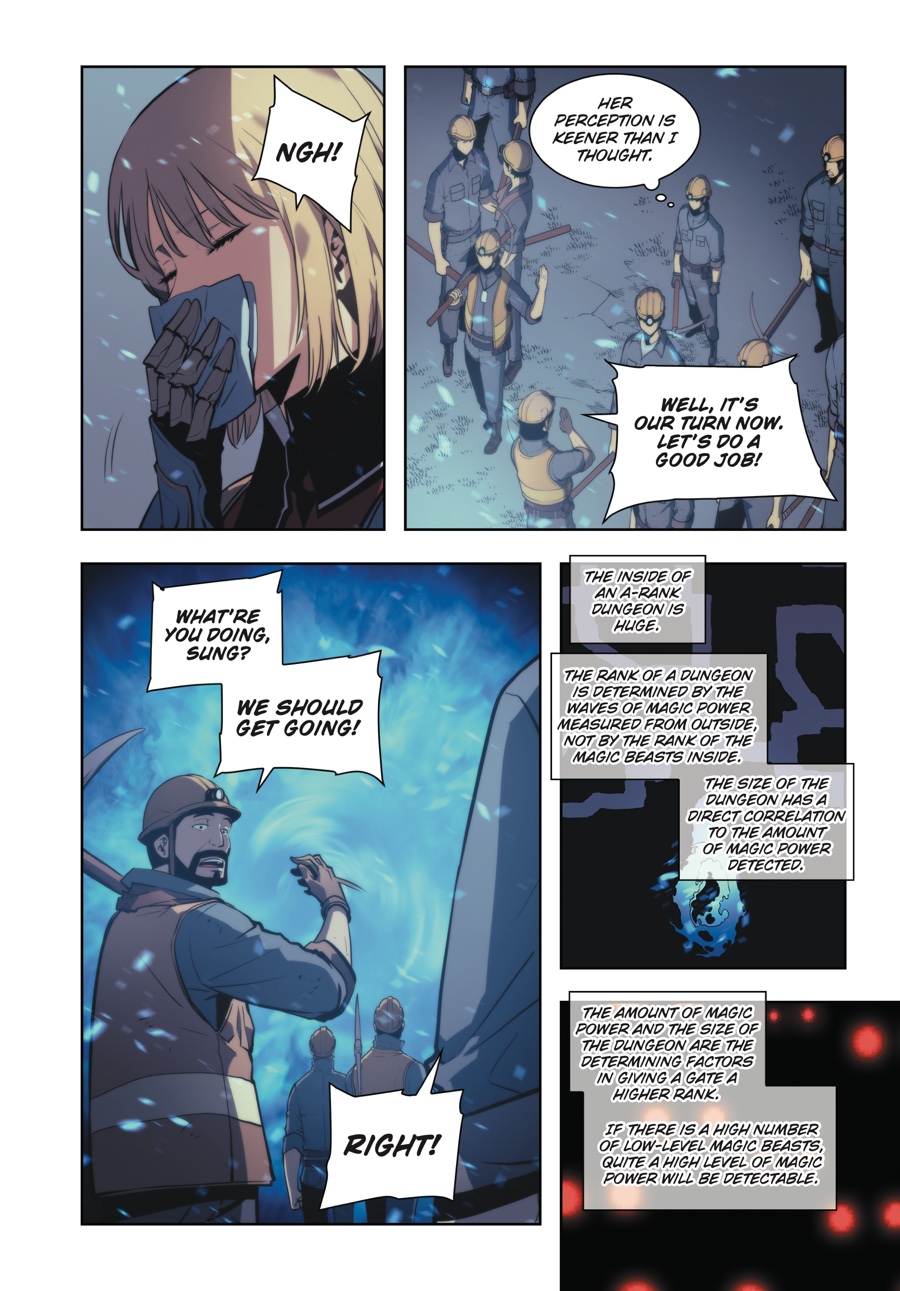 NGH!
HER
PERCEPTION IS
KEENER THAN I
THOUGHT.
WELL, IT'S
OUR TURN NOW.
LET'S DO A
GOOD JOB!
WHAT'RE
YOU DOING,
SUNG?
WE SHOULD
GET GOING!
RIGHT!
THE INSIDE OF
AN A-RANK
DUNGEON IS
HUGE.
THE RANK OF A DUNGEON
IS DETERMINED BY THE
WAVES OF MAGIC POWER
MEASURED FROM OUTSIDE,
NOT BY THE RANK OF THE
MAGIC BEASTS INSIDE.
THE SIZE OF THE
DUNGEON HAS A
DIRECT CORRELATION
TO THE AMOUNT
OF MAGIC POWER
DETECTED.
THE AMOUNT OF MAGIC
POWER AND THE SIZE OF
THE DUNGEON ARE THE
DETERMINING FACTORS
IN GIVING A GATE A
HIGHER RANK.
IF THERE IS A HIGH NUMBER
OF LOW-LEVEL MAGIC BEASTS,
QUITE A HIGH LEVEL OF MAGIC
POWER WILL BE DETECTABLE.